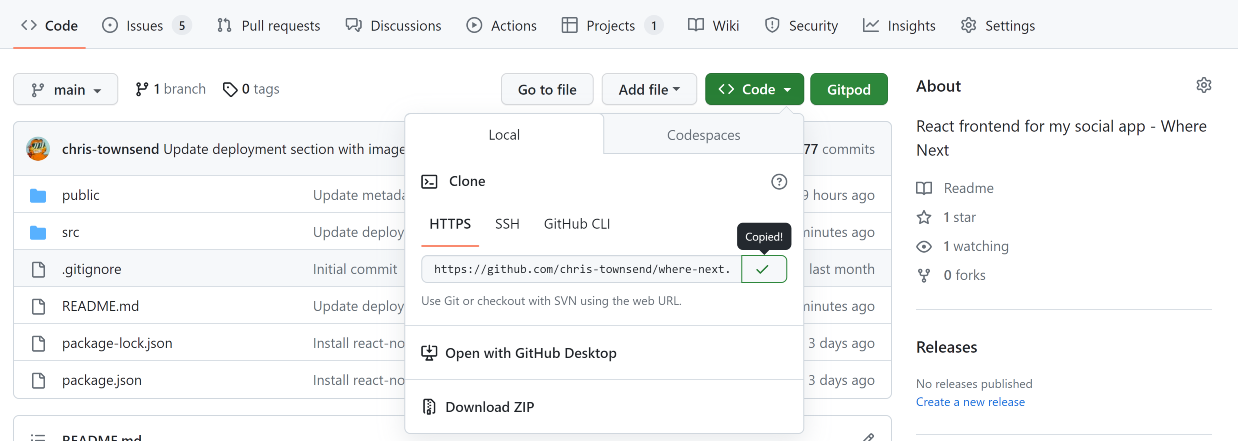 Code Issues 5 Pull requests Discussions Actions Projects 1 Wiki Security Insights Settings
main 1 branch 0 tags Go to file Add file Code Gitpod
About
React frontend for my social app - Where
Next
Readme
1 star
1 watching
0 forks
Releases
No releases published
Create a new release
Local Codespaces
Clone
HTTPS SSH GitHub CLI
Copied!
https://github.com/chris-townsend/where-next.
Use Git or checkout with SVN using the web URL.
Open with GitHub Desktop
Download ZIP
chris-townsend Update deployment section with image 77 commits
public Update metada 9 hours ago
src Update deploy minutes ago
.gitignore Initial commit last month
README.md Update deploy minutes ago
package-lock.json Install react-no 3 days ago
package.json Install react-no 3 days ago
README.md